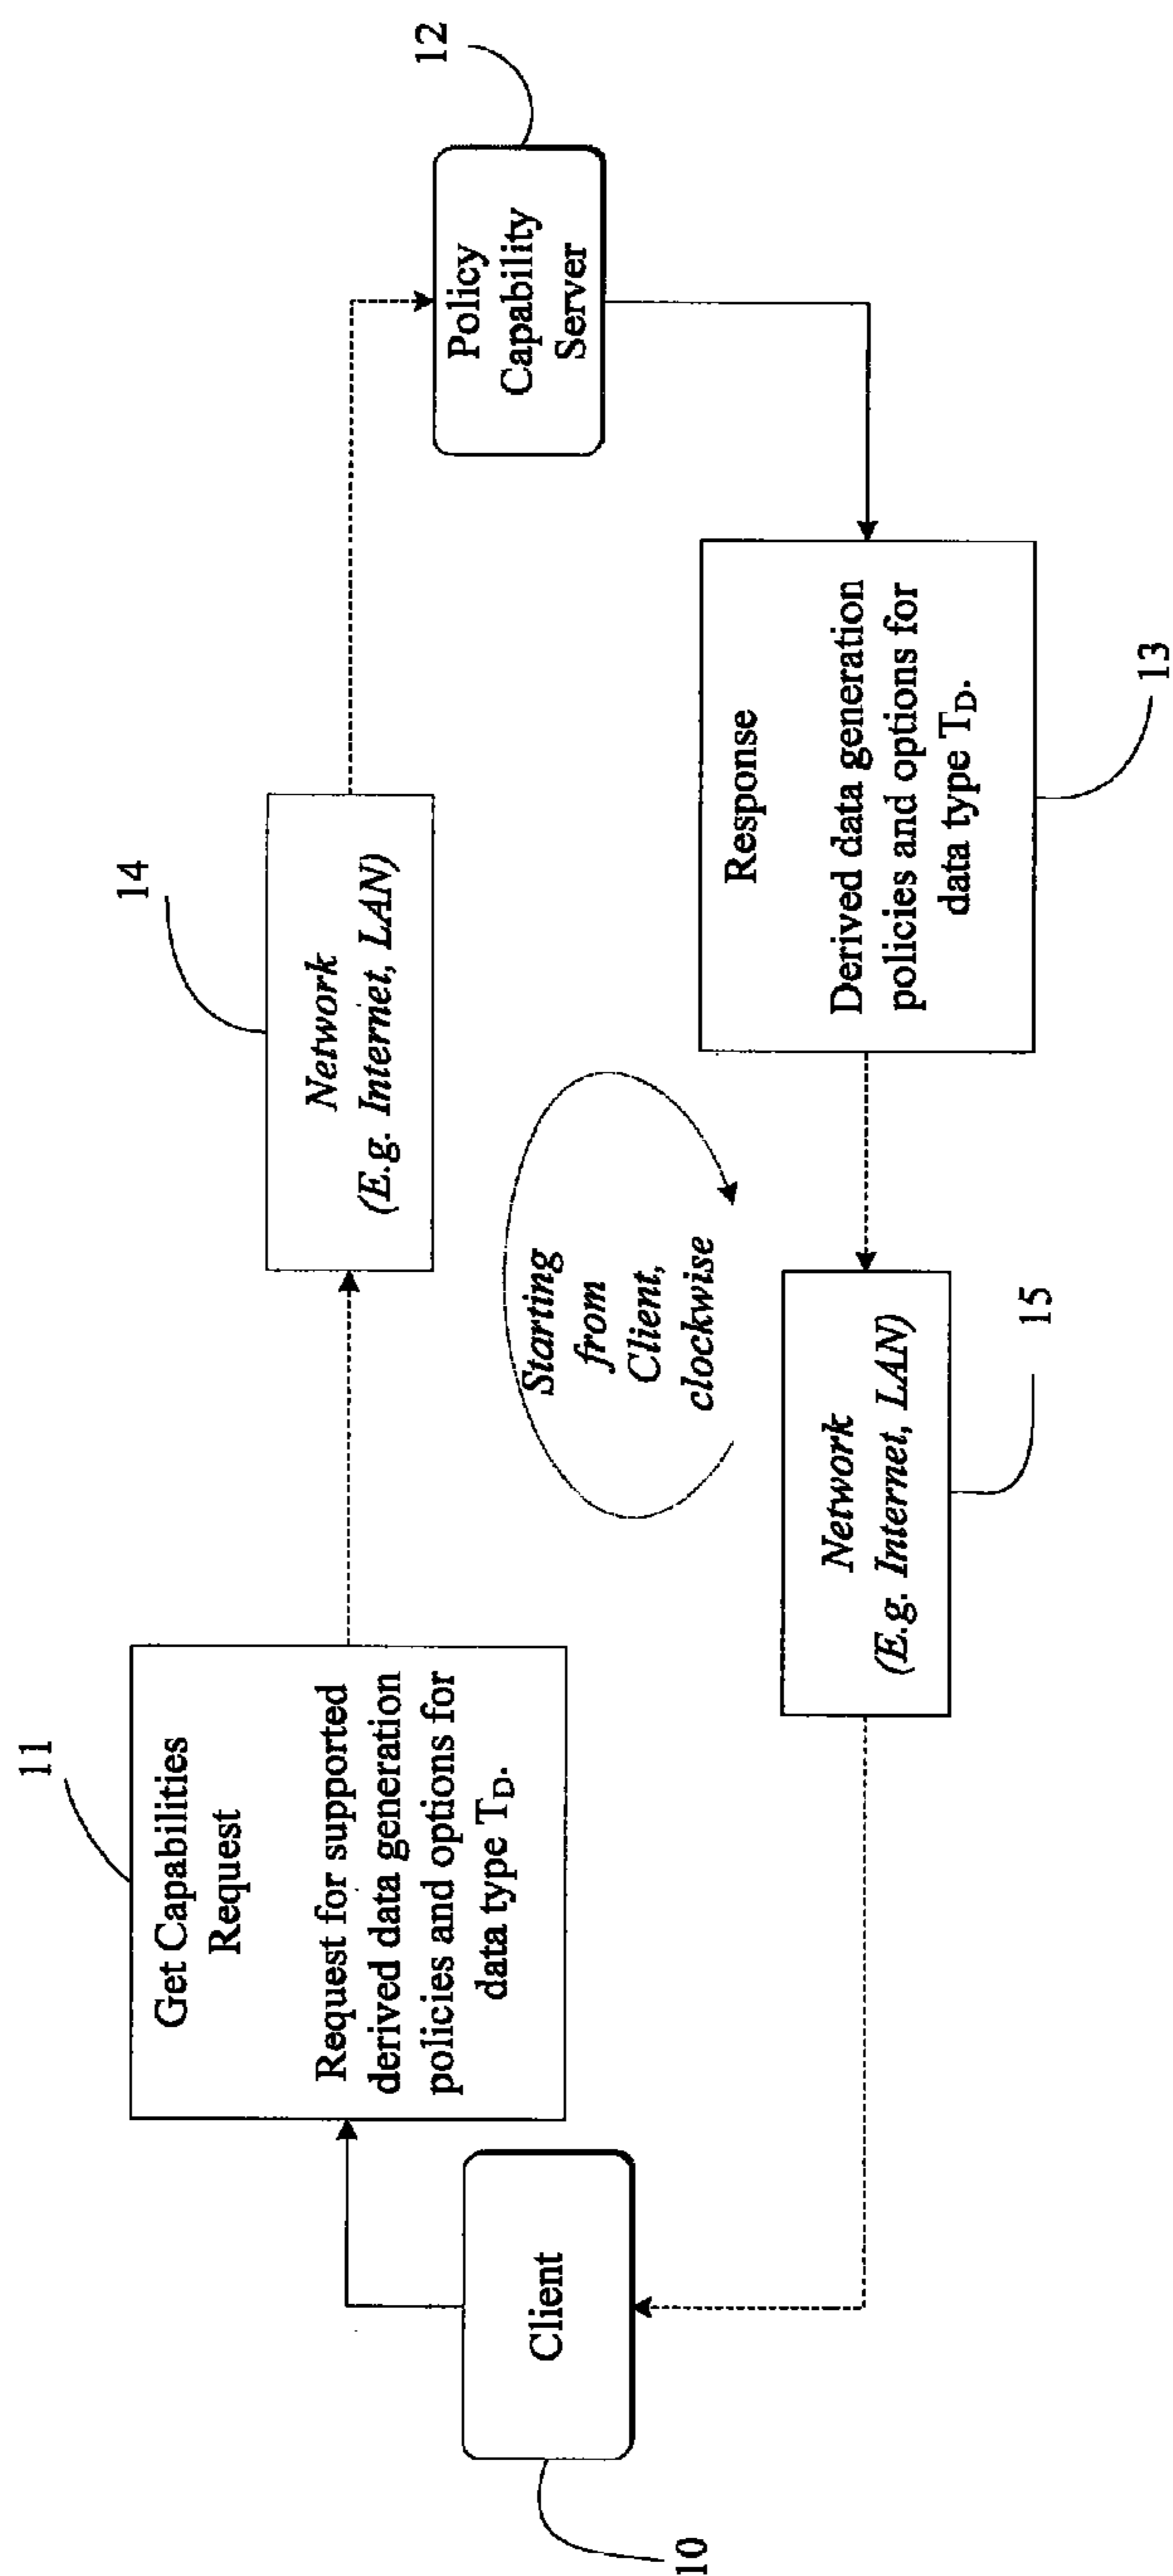 11
Get Capabilities
Request
Request for supported
derived data generation
policies and options for
data type T_D.
14
Network
(E.g. Internet, LAN)
12
Policy
Capability
Server
10
Client
Starting
from
Client,
clockwise
Response
Derived data generation
policies and options for
data type T_D.
13
Network
(E.g. Internet, LAN)
15